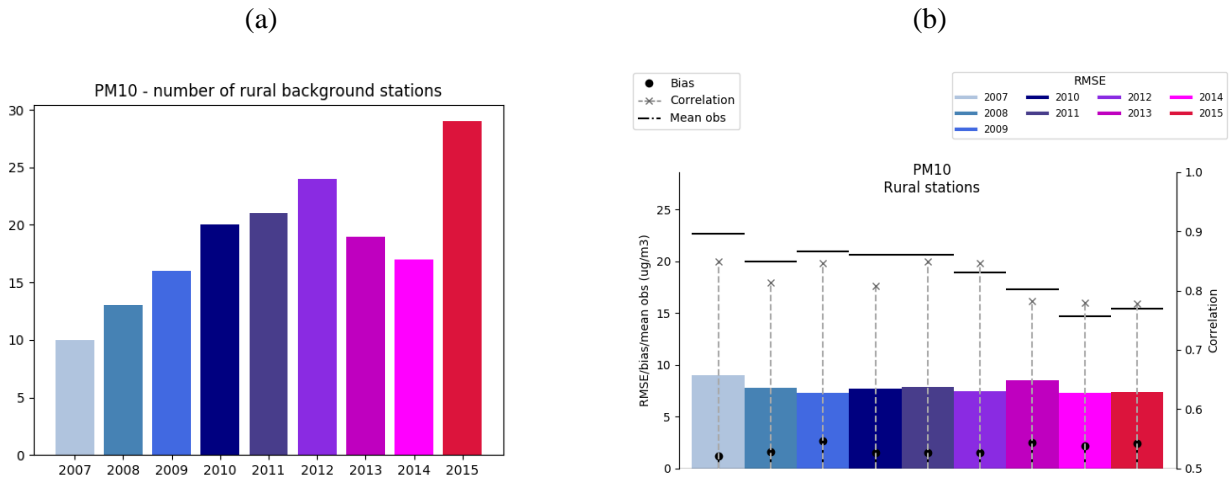 (a)
(b)
PM10 - number of rural background stations
30
25
20
15
10
5
0
2007 2008 2009 2010 2011 2012 2013 2014 2015
Bias
Correlation
Mean obs
RMSE
2007 2010 2012 2014
2008 2011 2013 2015
2009
PM10
Rural stations
RMSE/bias/mean obs (ug/m3)
25
20
15
10
5
0
1.0
0.9
0.8
0.7
0.6
0.5
Correlation